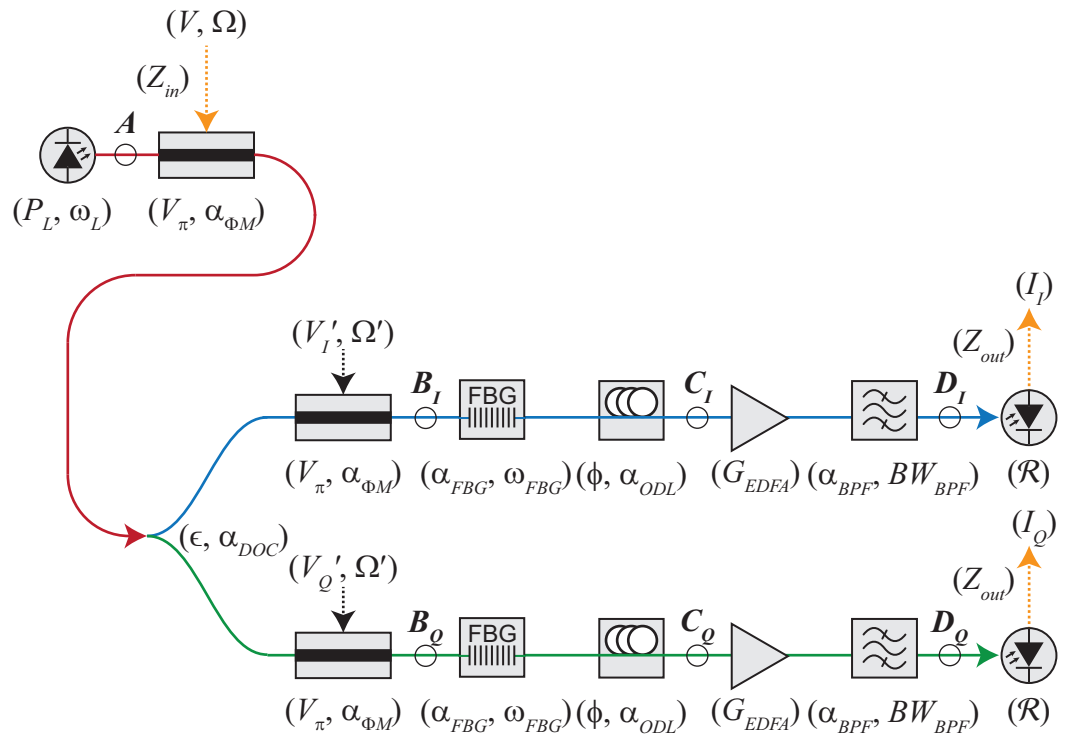 (V, Ω)
(Z_in)
A
(P_L, ω_L) (V_π, α_ΦM)
(V_I′, Ω′)
(I_I)
(Z_out)
B_I FBG C_I D_I
(V_π, α_ΦM) (α_FBG, ω_FBG) (ϕ, α_ODL) (G_EDFA) (α_BPF, BW_BPF) (ℛ)
(ϵ, α_DOC)
(V_Q′, Ω′)
(I_Q)
(Z_out)
B_Q FBG C_Q D_Q
(V_π, α_ΦM) (α_FBG, ω_FBG) (ϕ, α_ODL) (G_EDFA) (α_BPF, BW_BPF) (ℛ)